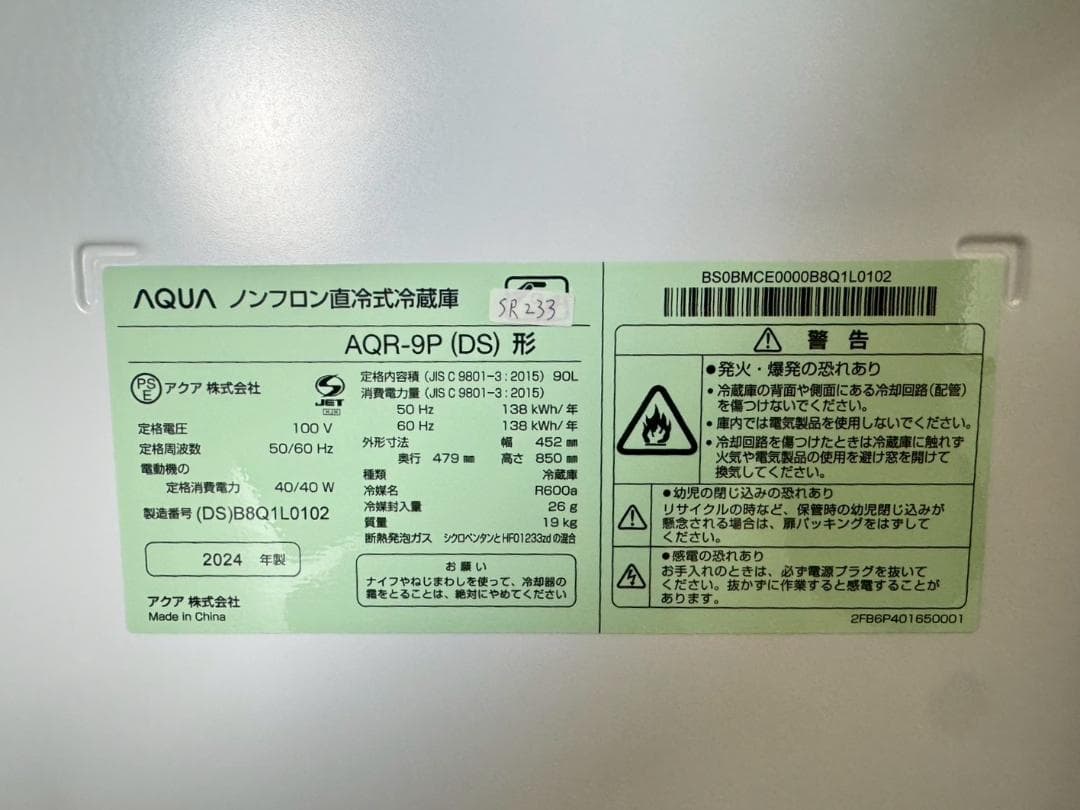 AQUA ノンフロン直冷式冷蔵庫
SR233
AQR-9P (DS) 形
PS E アクア 株式会社
JET
定格電圧 100 V
定格周波数 50/60 Hz
電動機の
定格消費電力 40/40 W
製造番号 (DS)B8Q1L0102
2024 年製
アクア 株式会社
Made in China
定格内容積 (JIS C 9801-3 : 2015) 90L
消費電力量 (JIS C 9801-3 : 2015)
50 Hz 138 kWh/年
60 Hz 138 kWh/年
外形寸法 幅 452 ㎜
奥行 479 ㎜ 高さ 850 ㎜
種類 冷蔵庫
冷媒名 R600a
冷媒封入量 26 g
質量 19 kg
断熱発泡ガス シクロペンタンとHFO1233zdの混合
お願い
ナイフやねじまわしを使って、冷却器の
霜をとることは、絶対にやめてください
BS0BMCE0000B8Q1L0102
警告
●発火・爆発の恐れあり
・冷蔵庫の背面や側面にある冷却回路(配管)
を傷つけないでください。
・庫内では電気製品を使用しないでください。
・冷却回路を傷つけたときは冷蔵庫に触れず
火気や電気製品の使用を避け窓を開けて
換気してください。
●幼児の閉じ込みの恐れあり
リサイクルの時など、保管時の幼児閉じ込みが
懸念される場合は、扉パッキングをはずして
ください。
●感電の恐れあり
お手入れのときは、必ず電源プラグを抜いて
ください。抜かずに作業すると感電することが
あります。
2FB6P401650001